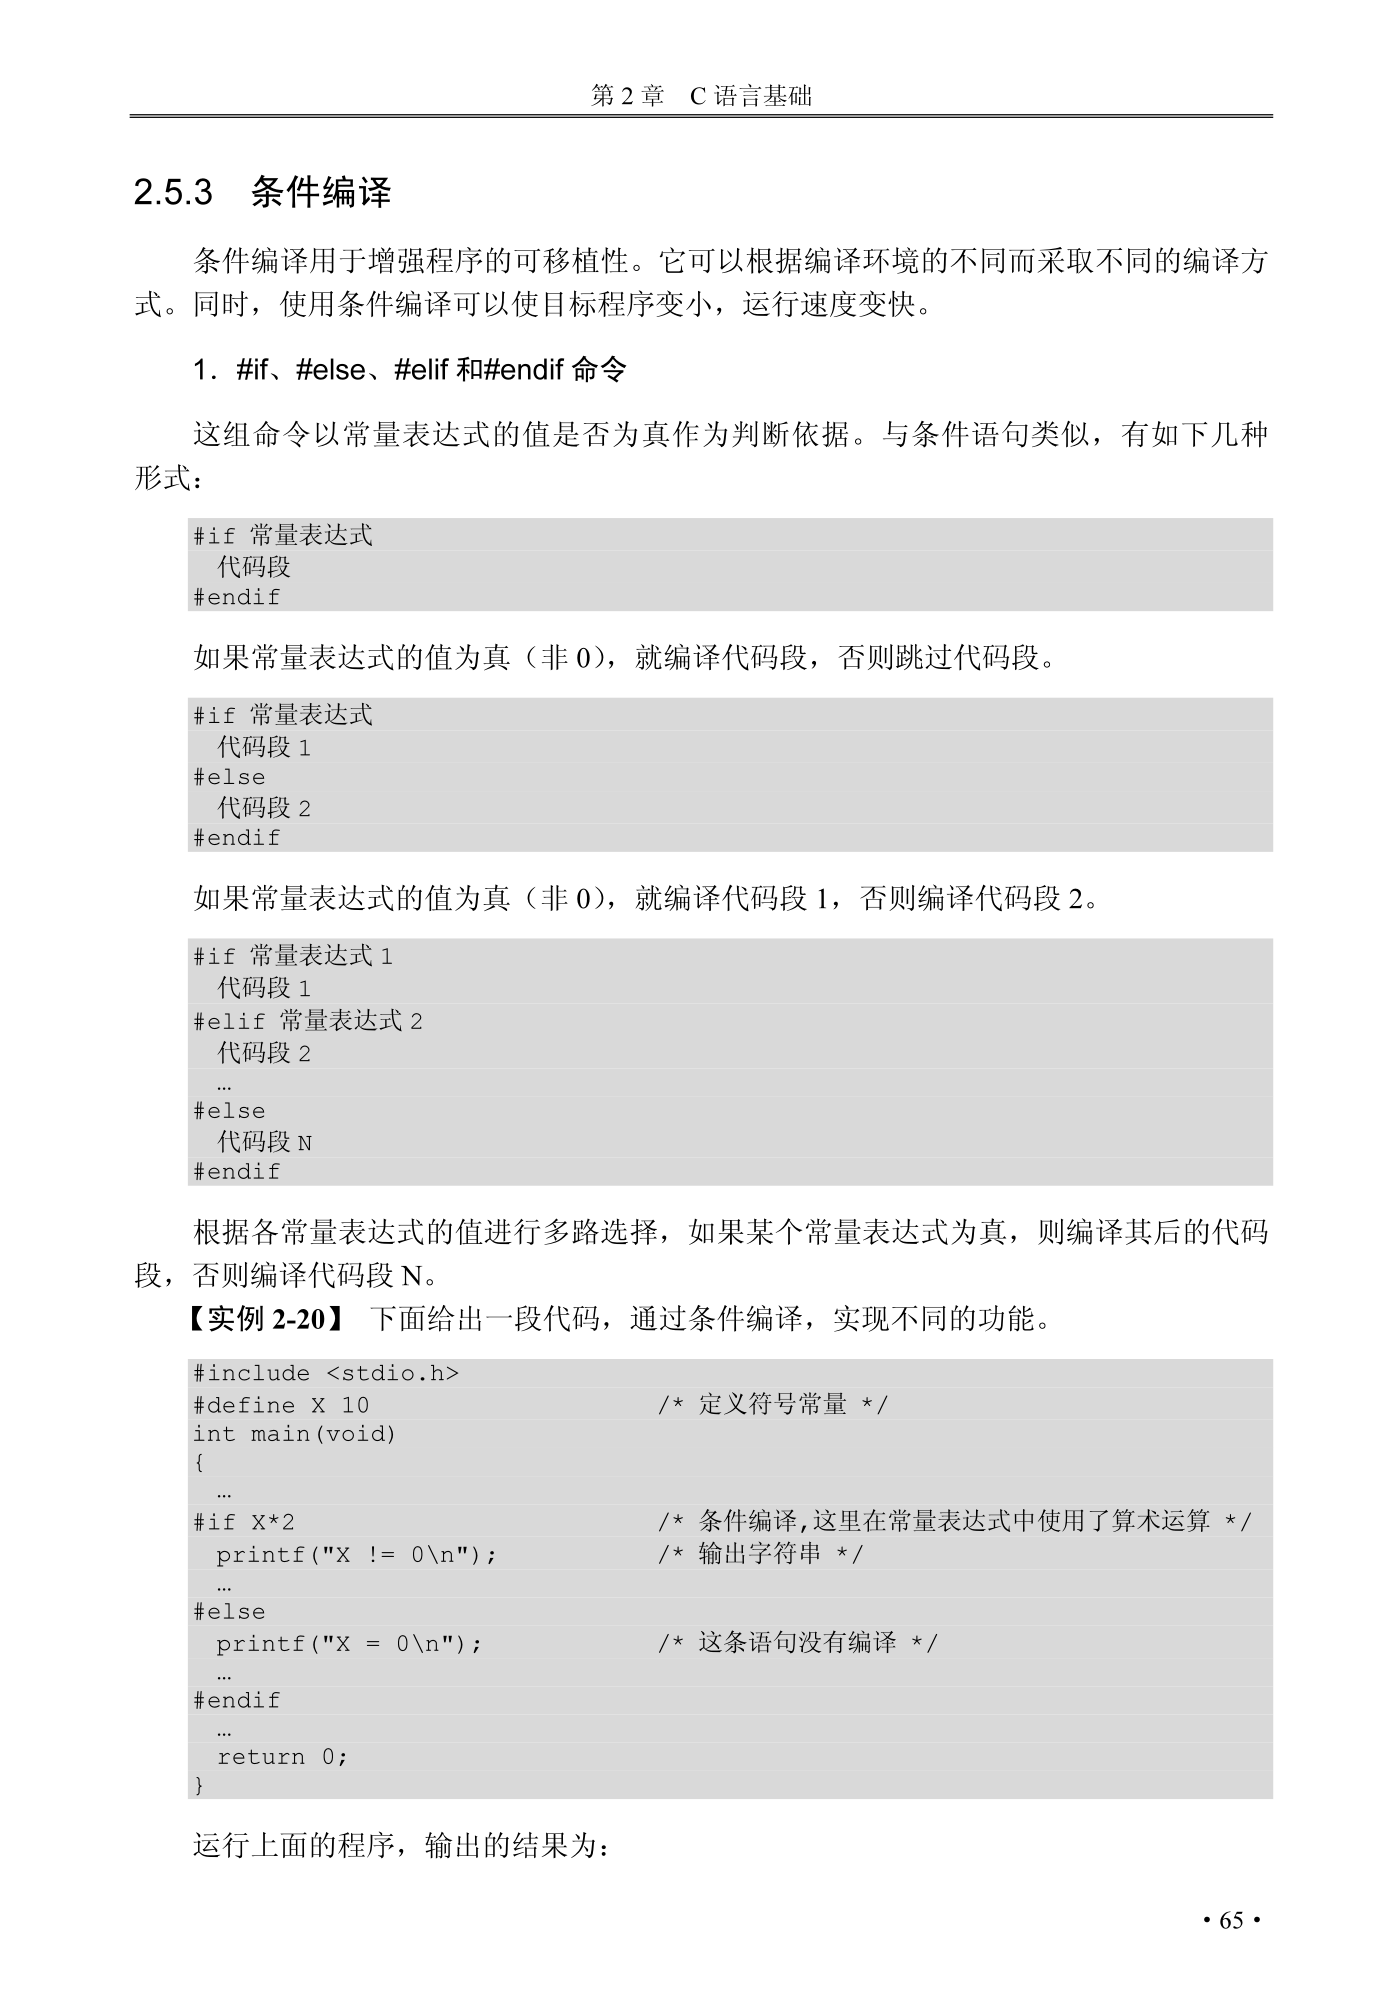 第 2 章　C 语言基础
2.5.3　条件编译
条件编译用于增强程序的可移植性。它可以根据编译环境的不同而采取不同的编译方
式。同时，使用条件编译可以使目标程序变小，运行速度变快。
1．#if、#else、#elif 和#endif 命令
这组命令以常量表达式的值是否为真作为判断依据。与条件语句类似，有如下几种
形式：
#if 常量表达式
  代码段
#endif
如果常量表达式的值为真（非 0），就编译代码段，否则跳过代码段。
#if 常量表达式
  代码段 1
#else
  代码段 2
#endif
如果常量表达式的值为真（非 0），就编译代码段 1，否则编译代码段 2。
#if 常量表达式 1
  代码段 1
#elif 常量表达式 2
  代码段 2
  …
#else
  代码段 N
#endif
根据各常量表达式的值进行多路选择，如果某个常量表达式为真，则编译其后的代码
段，否则编译代码段 N。
【实例 2-20】 下面给出一段代码，通过条件编译，实现不同的功能。
#include <stdio.h>
#define X 10 /* 定义符号常量 */
int main(void)
{
  …
#if X*2 /* 条件编译,这里在常量表达式中使用了算术运算 */
  printf("X != 0\n"); /* 输出字符串 */
  …
#else
  printf("X = 0\n"); /* 这条语句没有编译 */
  …
#endif
  …
  return 0;
}
运行上面的程序，输出的结果为：
· 65 ·